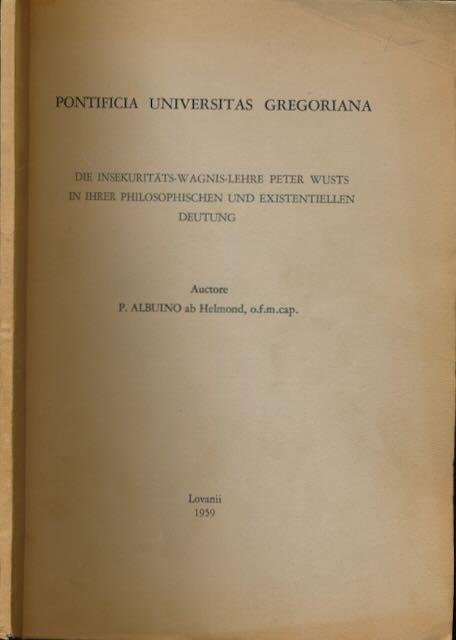 PONTIFICIA UNIVERSITAS GREGORIANA
DIE INSEKURITÄTS-WAGNIS-LEHRE PETER WUSTS
IN IHRER PHILOSOPHISCHEN UND EXISTENTIELLEN
DEUTUNG
Auctore
P. ALBUINO ab Helmond, o.f.m.cap.
Lovanii
1959